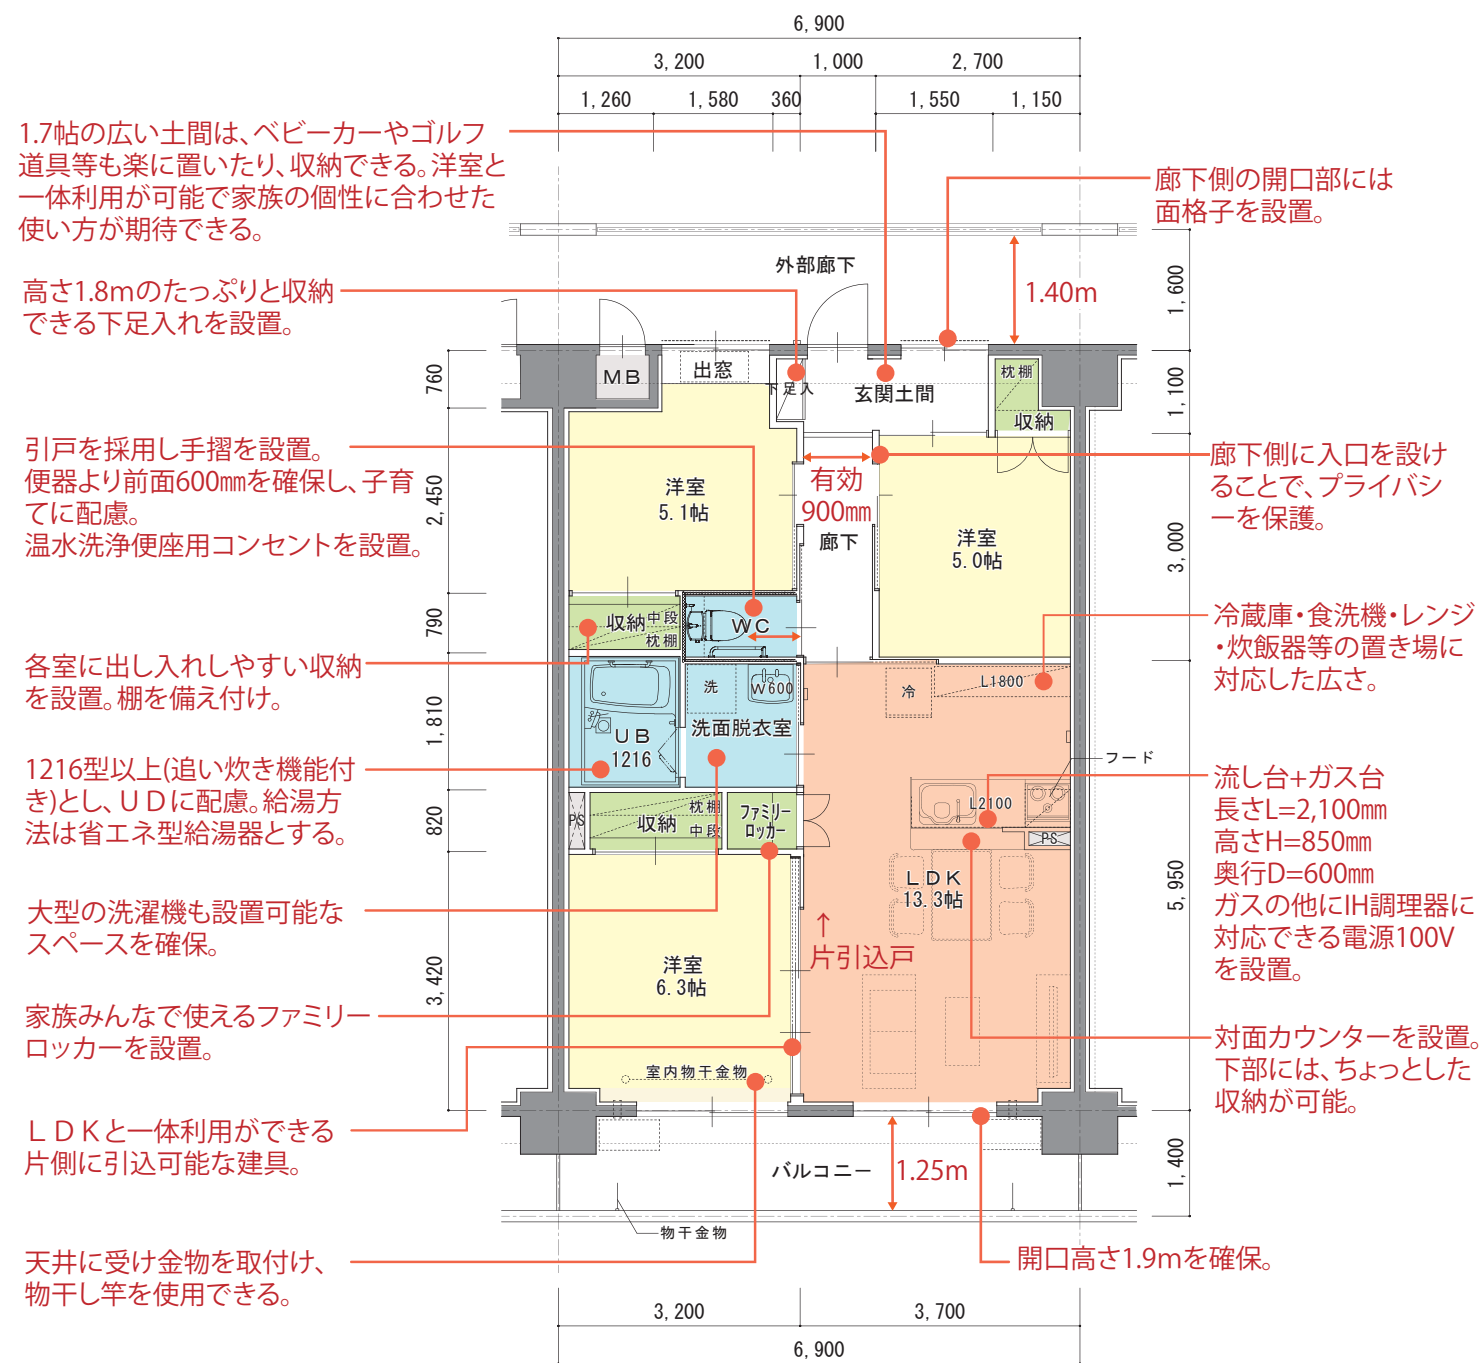 6,900
3,200
1,000
2,700
1,260
1,580
360
1,550
1,150
1.7帖の広い土間は、ベビーカーやゴルフ
道具等も楽に置いたり、収納できる。洋室と
一体利用が可能で家族の個性に合わせた
使い方が期待できる。
廊下側の開口部には
面格子を設置。
外部廊下
1.40m
1,600
高さ1.8mのたっぷりと収納
できる下足入れを設置。
760
MB
出窓
下足入
玄関土間
枕棚
収納
1,100
引戸を採用し手摺を設置。
便器より前面600㎜を確保し、子育
てに配慮。
温水洗浄便座用コンセントを設置。
2,450
洋室
5.1帖
有効
900㎜
廊下
洋室
5.0帖
廊下側に入口を設け
ることで、プライバシ
ーを保護。
3,000
790
収納
中段
枕棚
WC
各室に出し入れしやすい収納
を設置。棚を備え付け。
冷蔵庫・食洗機・レンジ
・炊飯器等の置き場に
対応した広さ。
洗
W600
冷
L1800
1,810
UB
1216
洗面脱衣室
フード
1216型以上(追い炊き機能付
き)とし、UDに配慮。給湯方
法は省エネ型給湯器とする。
流し台+ガス台
長さL=2,100㎜
高さH=850㎜
奥行D=600㎜
ガスの他にIH調理器に
対応できる電源100V
を設置。
820
PS
収納
枕棚
中段
ファミリー
ロッカー
L2100
PS
LDK
13.3帖
5,950
大型の洗濯機も設置可能な
スペースを確保。
↑
片引込戸
3,420
洋室
6.3帖
家族みんなで使えるファミリー
ロッカーを設置。
対面カウンターを設置。
下部には、ちょっとした
収納が可能。
室内物干金物
LDKと一体利用ができる
片側に引込可能な建具。
バルコニー
1.25m
1,400
物干金物
天井に受け金物を取付け、
物干し竿を使用できる。
開口高さ1.9mを確保。
3,200
3,700
6,900